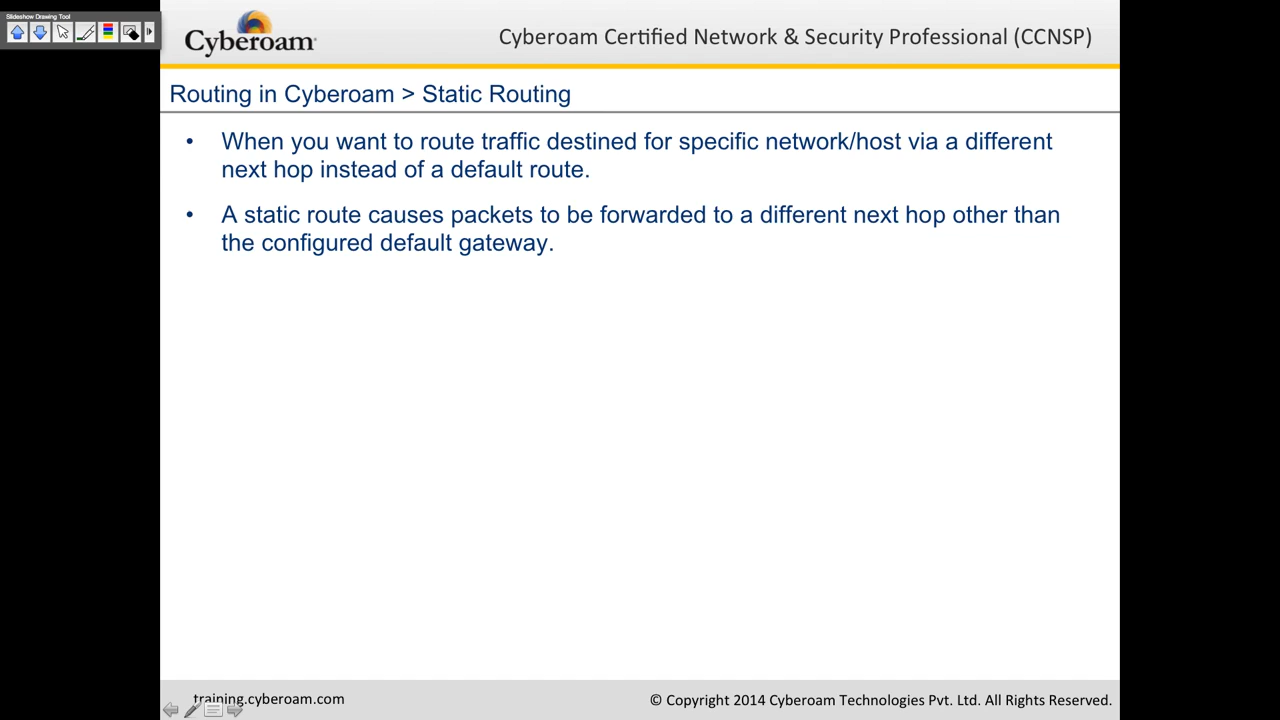 Slideshow Drawing Tool
Cyberoam
Cyberoam Certified Network & Security Professional (CCNSP)
Routing in Cyberoam > Static Routing
• When you want to route traffic destined for specific network/host via a different
next hop instead of a default route.
• A static route causes packets to be forwarded to a different next hop other than
the configured default gateway.
training.cyberoam.com
© Copyright 2014 Cyberoam Technologies Pvt. Ltd. All Rights Reserved.